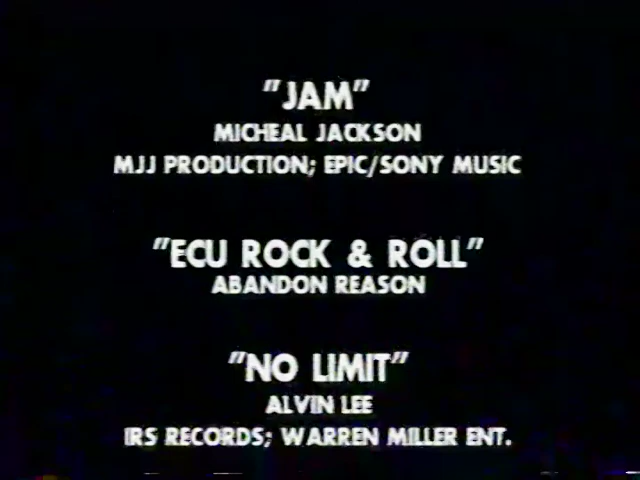 "JAM"
MICHEAL JACKSON
MJJ PRODUCTION; EPIC/SONY MUSIC
"ECU ROCK & ROLL"
ABANDON REASON
"NO LIMIT"
ALVIN LEE
IRS RECORDS; WARREN MILLER ENT.